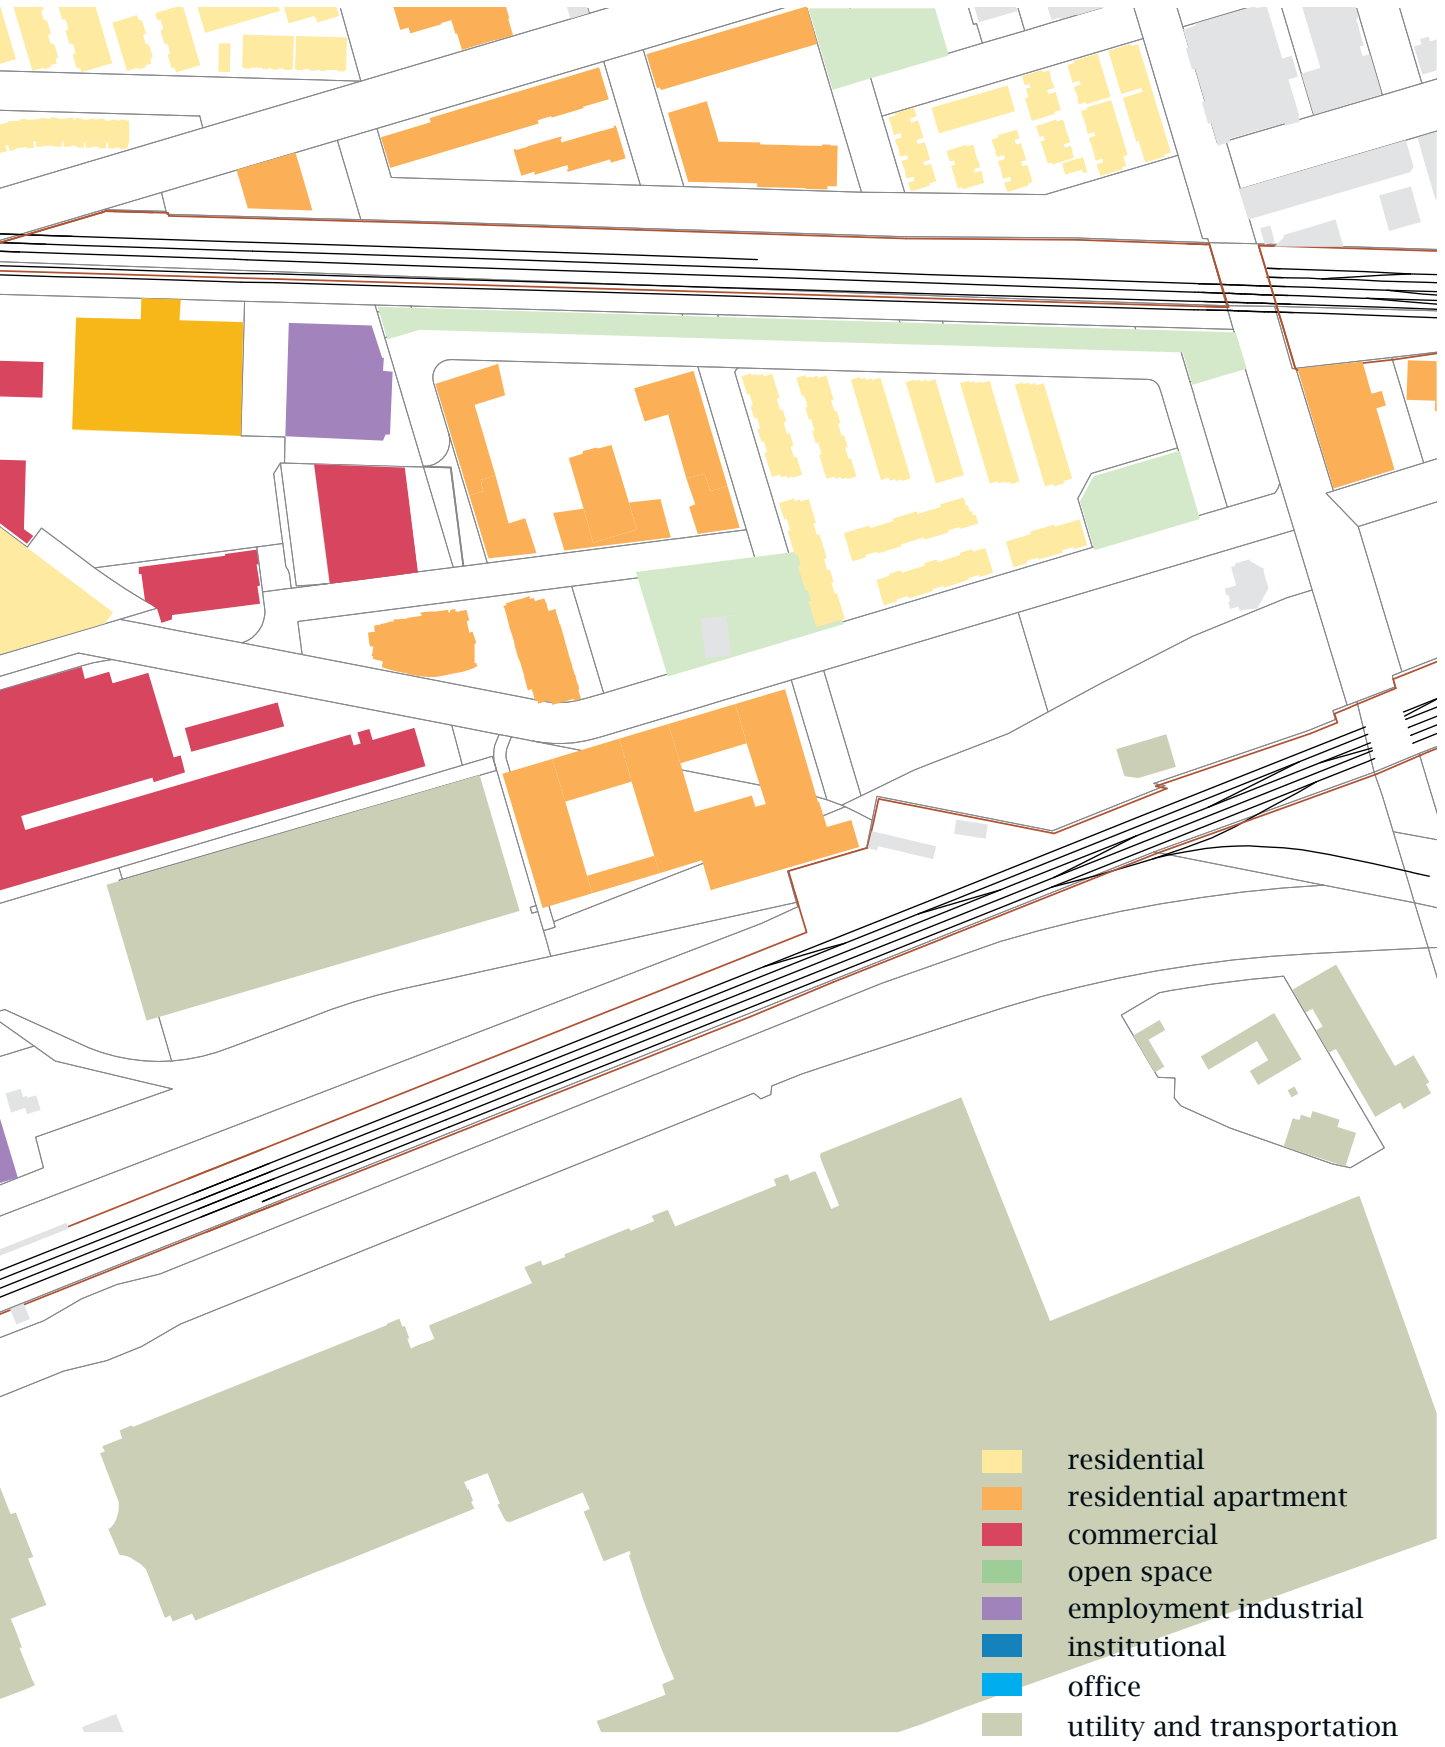 residential
residential apartment
commercial
open space
employment industrial
institutional
office
utility and transportation